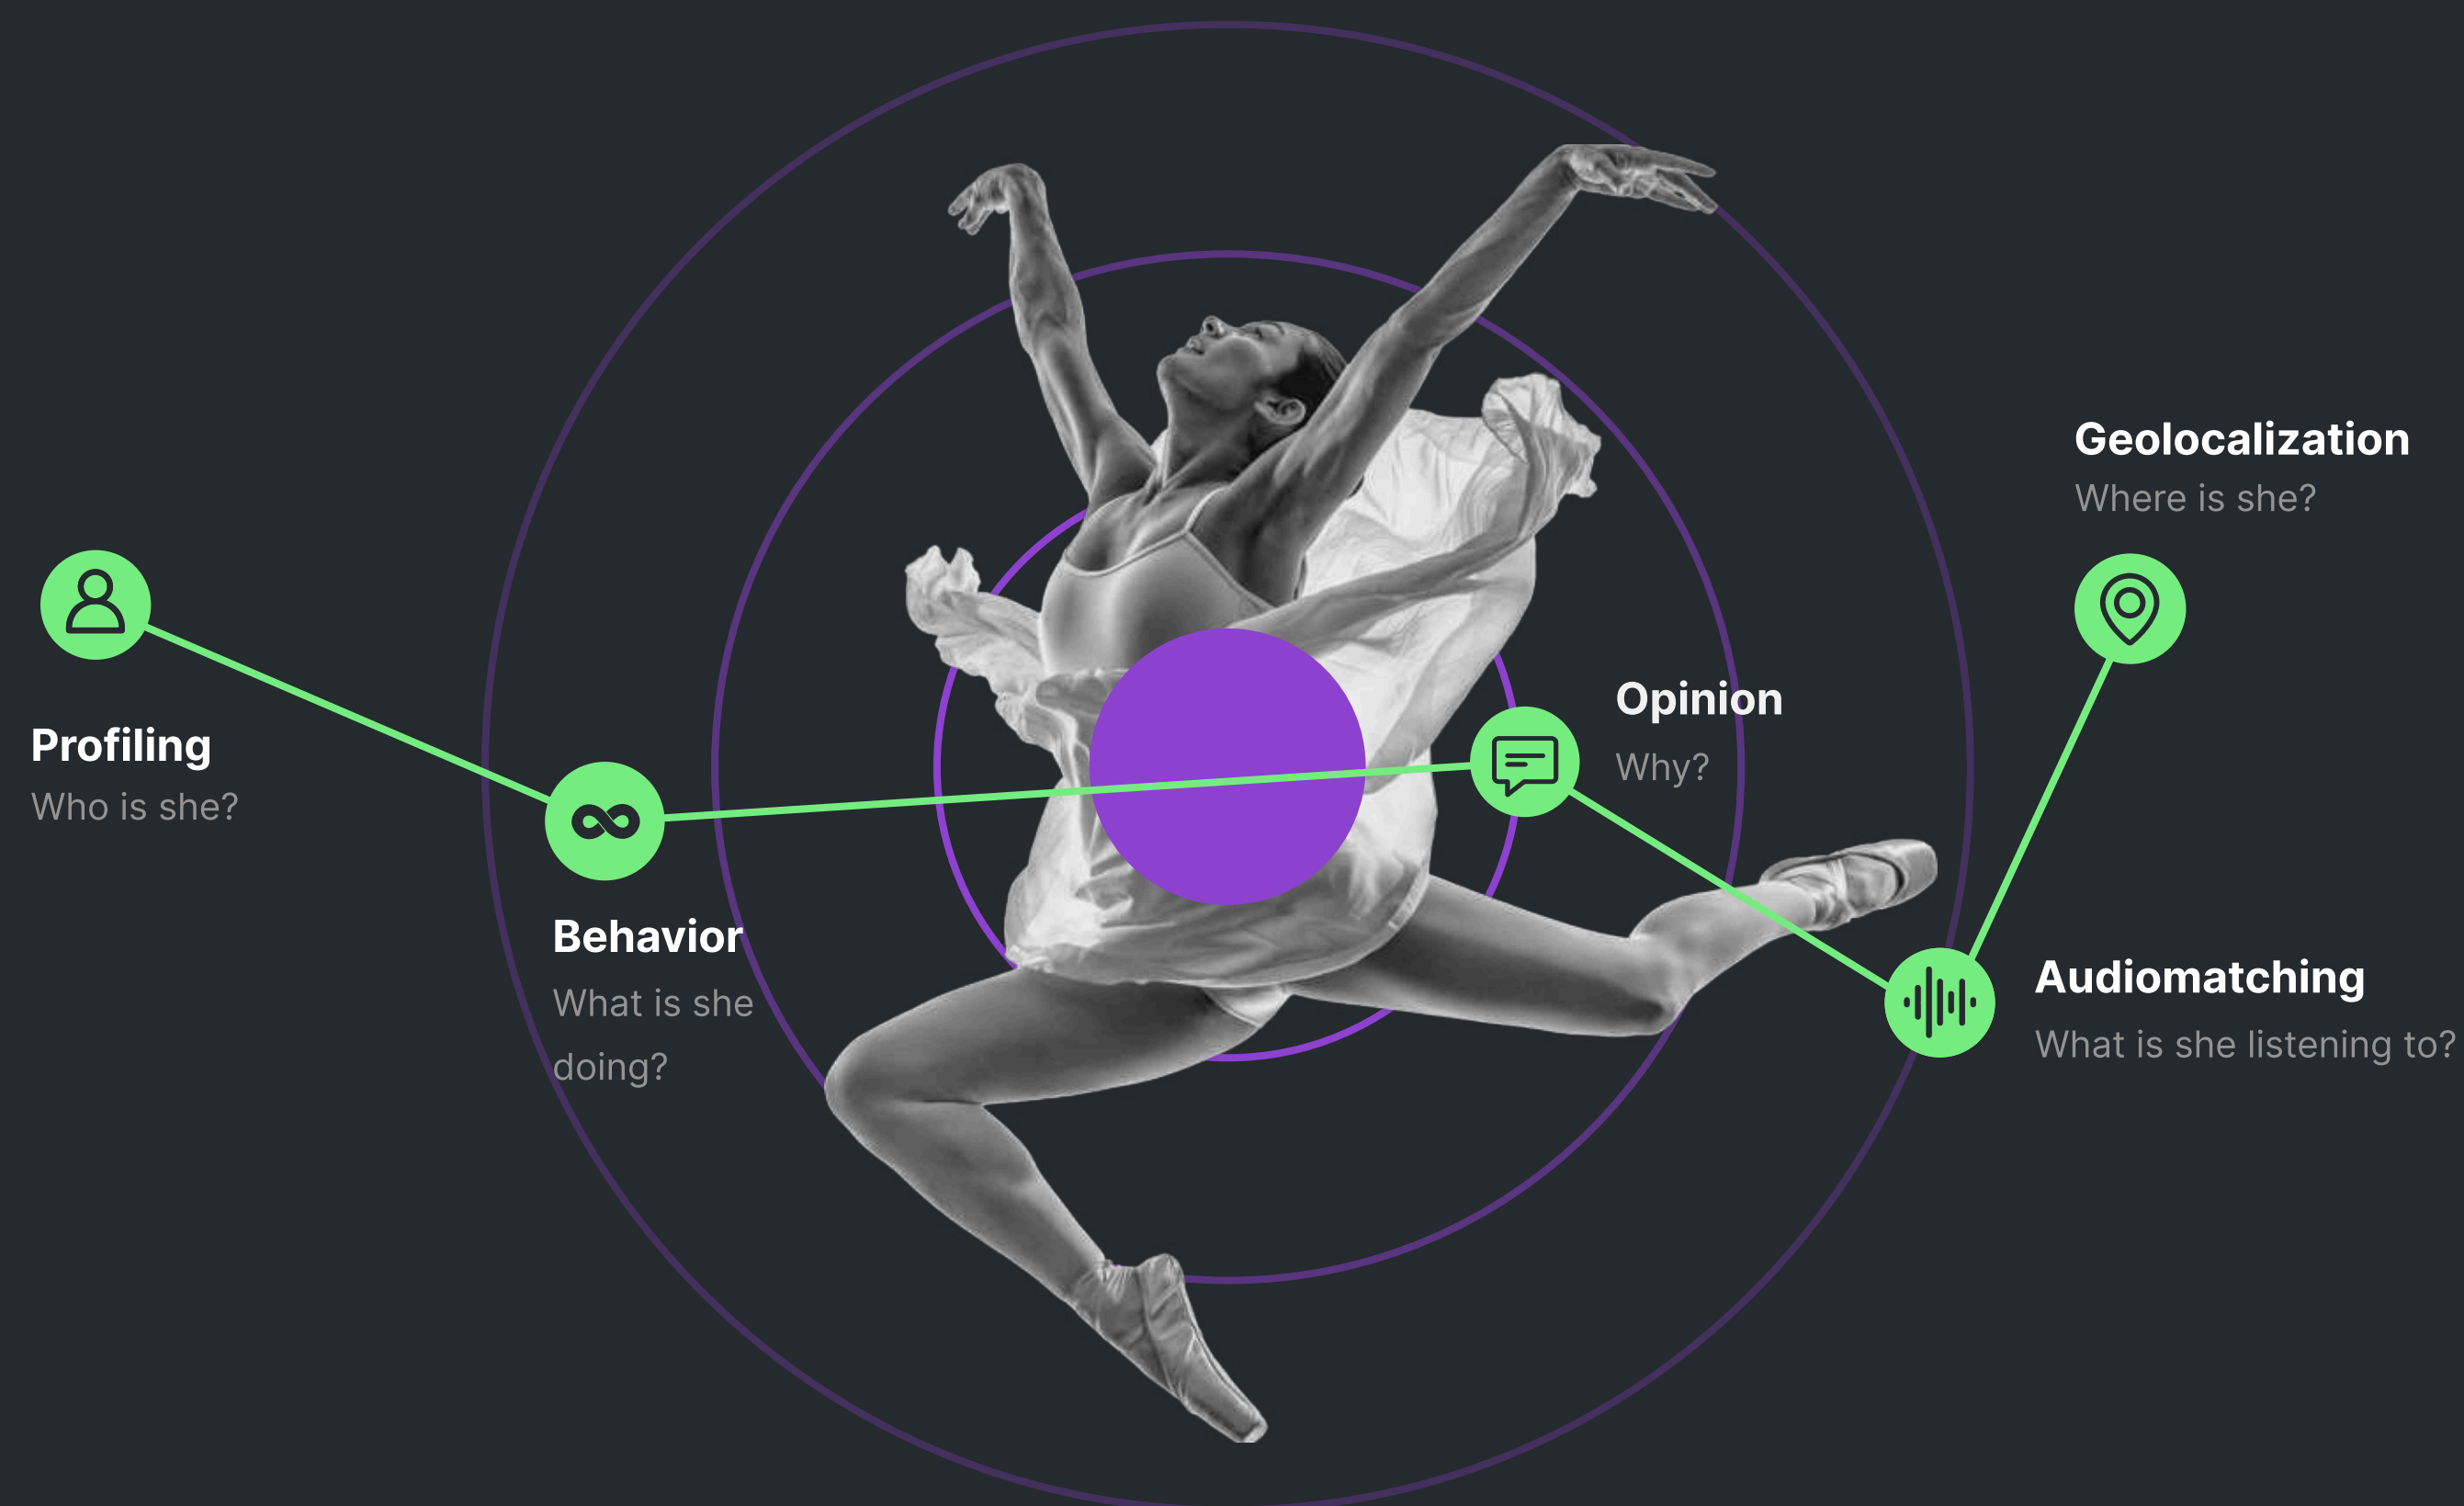 Profiling
Who is she?
Behavior
What is she
doing?
Opinion
Why?
Audiomatching
What is she listening to?
Geolocalization
Where is she?